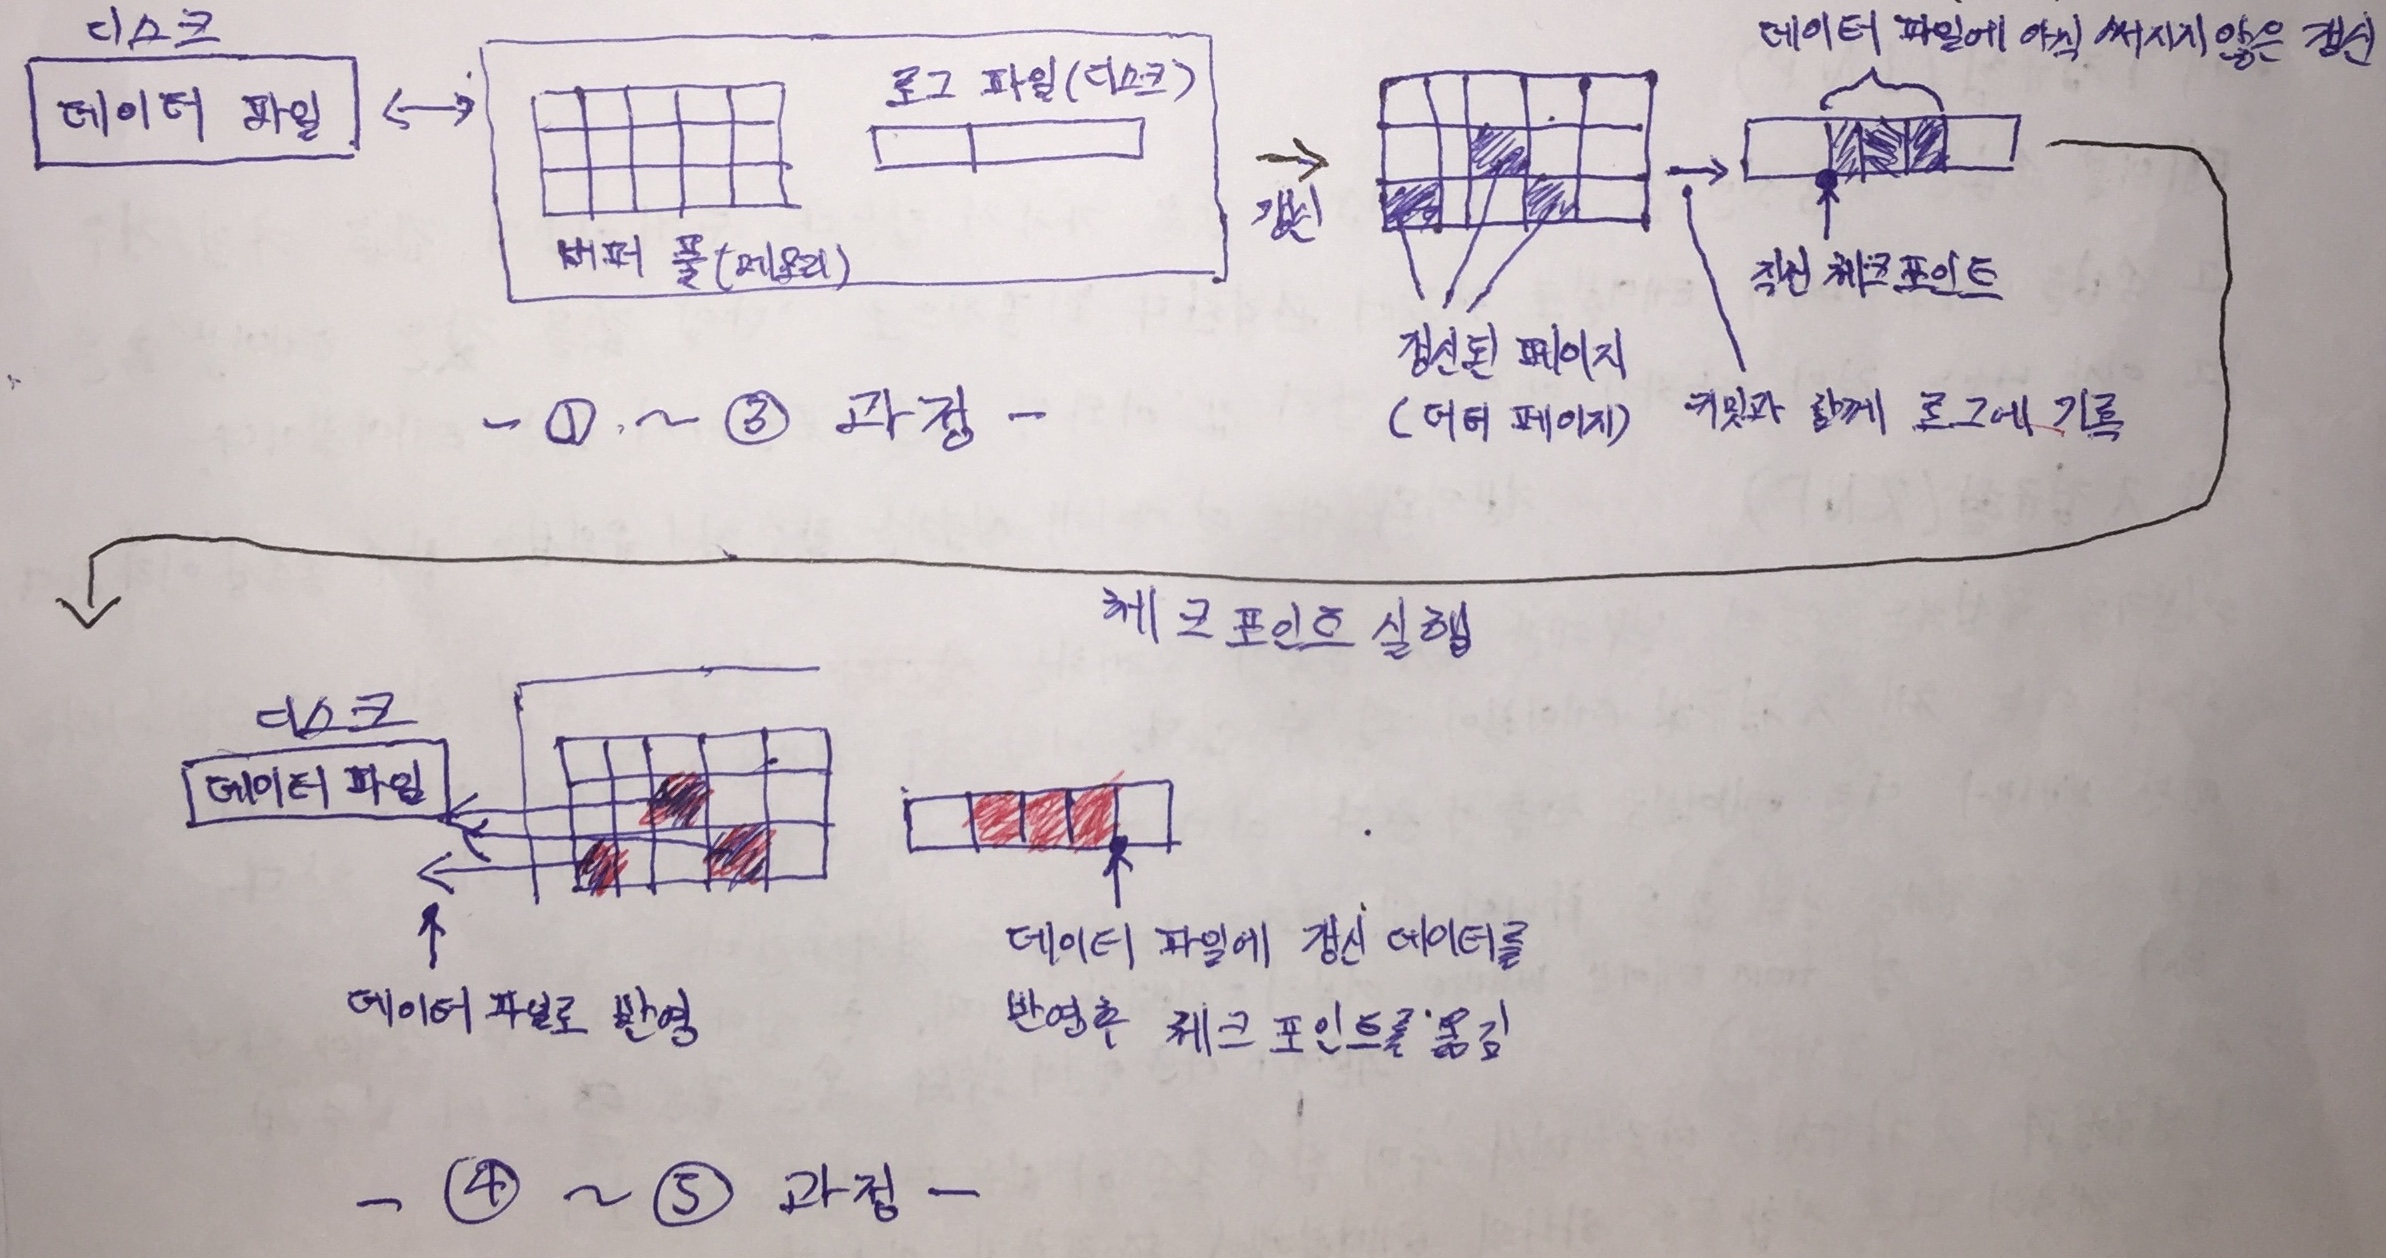 디스크
데이터 파일
로그 파일(디스크)
버퍼 풀(메모리)
갱신
데이터 파일에 아직 써지지 않은 갱신
직전 체크포인트
갱신된 페이지
(더티 페이지)
커밋과 함께 로그에 기록
- ① ~ ③ 과정 -
체크포인트 실행
디스크
데이터 파일
데이터 파일로 반영
데이터 파일에 갱신 데이터를
반영후 체크 포인트를 옮김
- ④ ~ ⑤ 과정 -